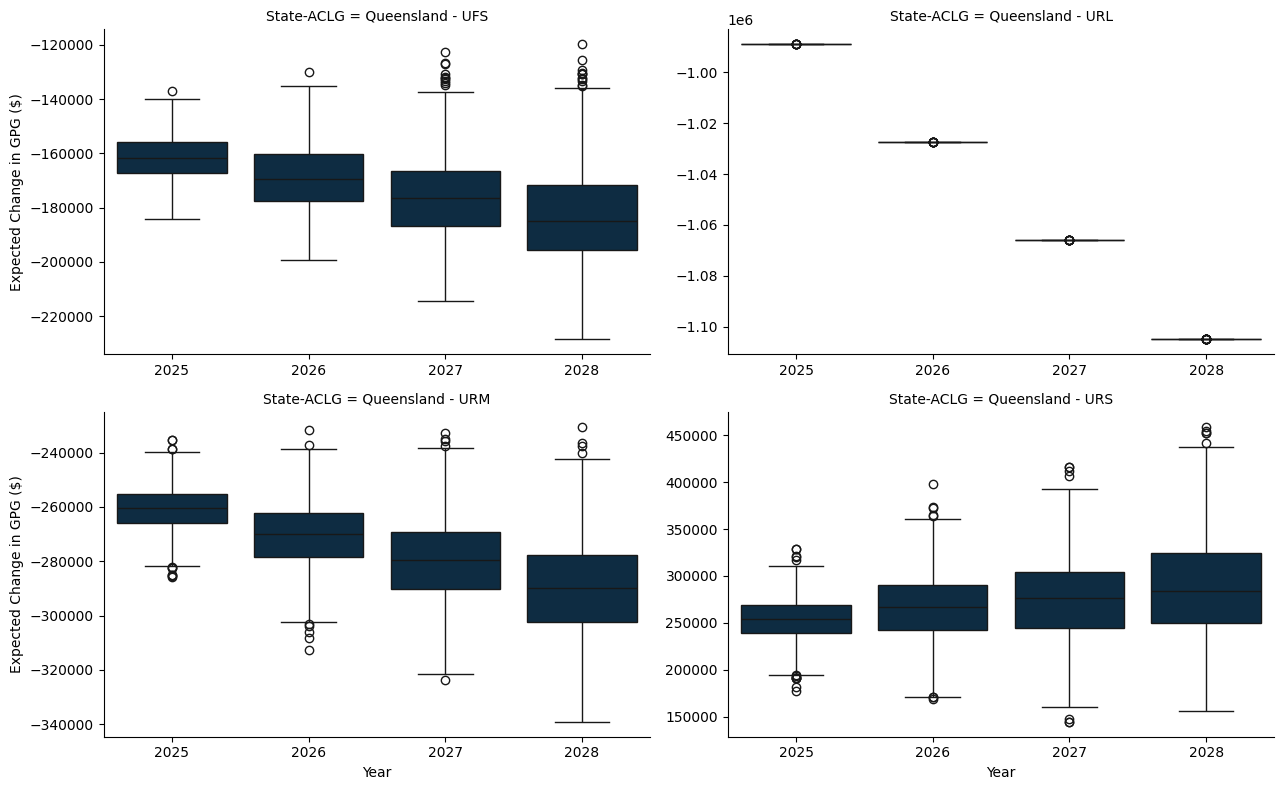 State-ACLG = Queensland - UFS
Expected Change in GPG ($)
−120000
−140000
−160000
−180000
−200000
−220000
2025 2026 2027 2028
State-ACLG = Queensland - URL
1e6
−1.00
−1.02
−1.04
−1.06
−1.08
−1.10
2025 2026 2027 2028
State-ACLG = Queensland - URM
Expected Change in GPG ($)
−240000
−260000
−280000
−300000
−320000
−340000
2025 2026 2027 2028
Year
State-ACLG = Queensland - URS
450000
400000
350000
300000
250000
200000
150000
2025 2026 2027 2028
Year